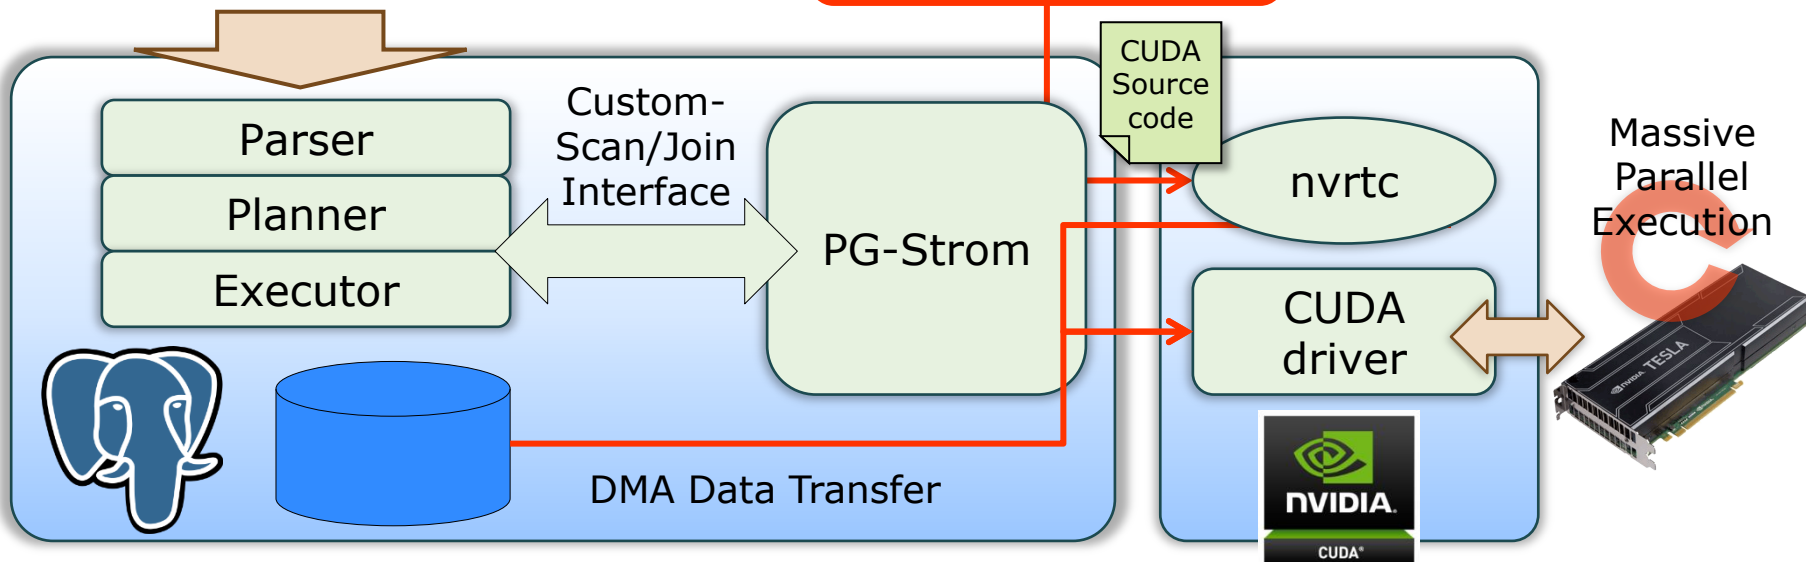 Parser
Planner
Executor
Custom-
Scan/Join
Interface
PG-Strom
CUDA
Source
code
nvrtc
CUDA
driver
Massive
Parallel
Execution
DMA Data Transfer
NVIDIA TESLA
NVIDIA.
CUDA®